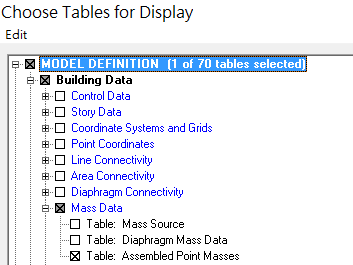 Choose Tables for Display
Edit
MODEL DEFINITION (1 of 70 tables selected)
Building Data
Control Data
Story Data
Coordinate Systems and Grids
Point Coordinates
Line Connectivity
Area Connectivity
Diaphragm Connectivity
Mass Data
Table: Mass Source
Table: Diaphragm Mass Data
Table: Assembled Point Masses